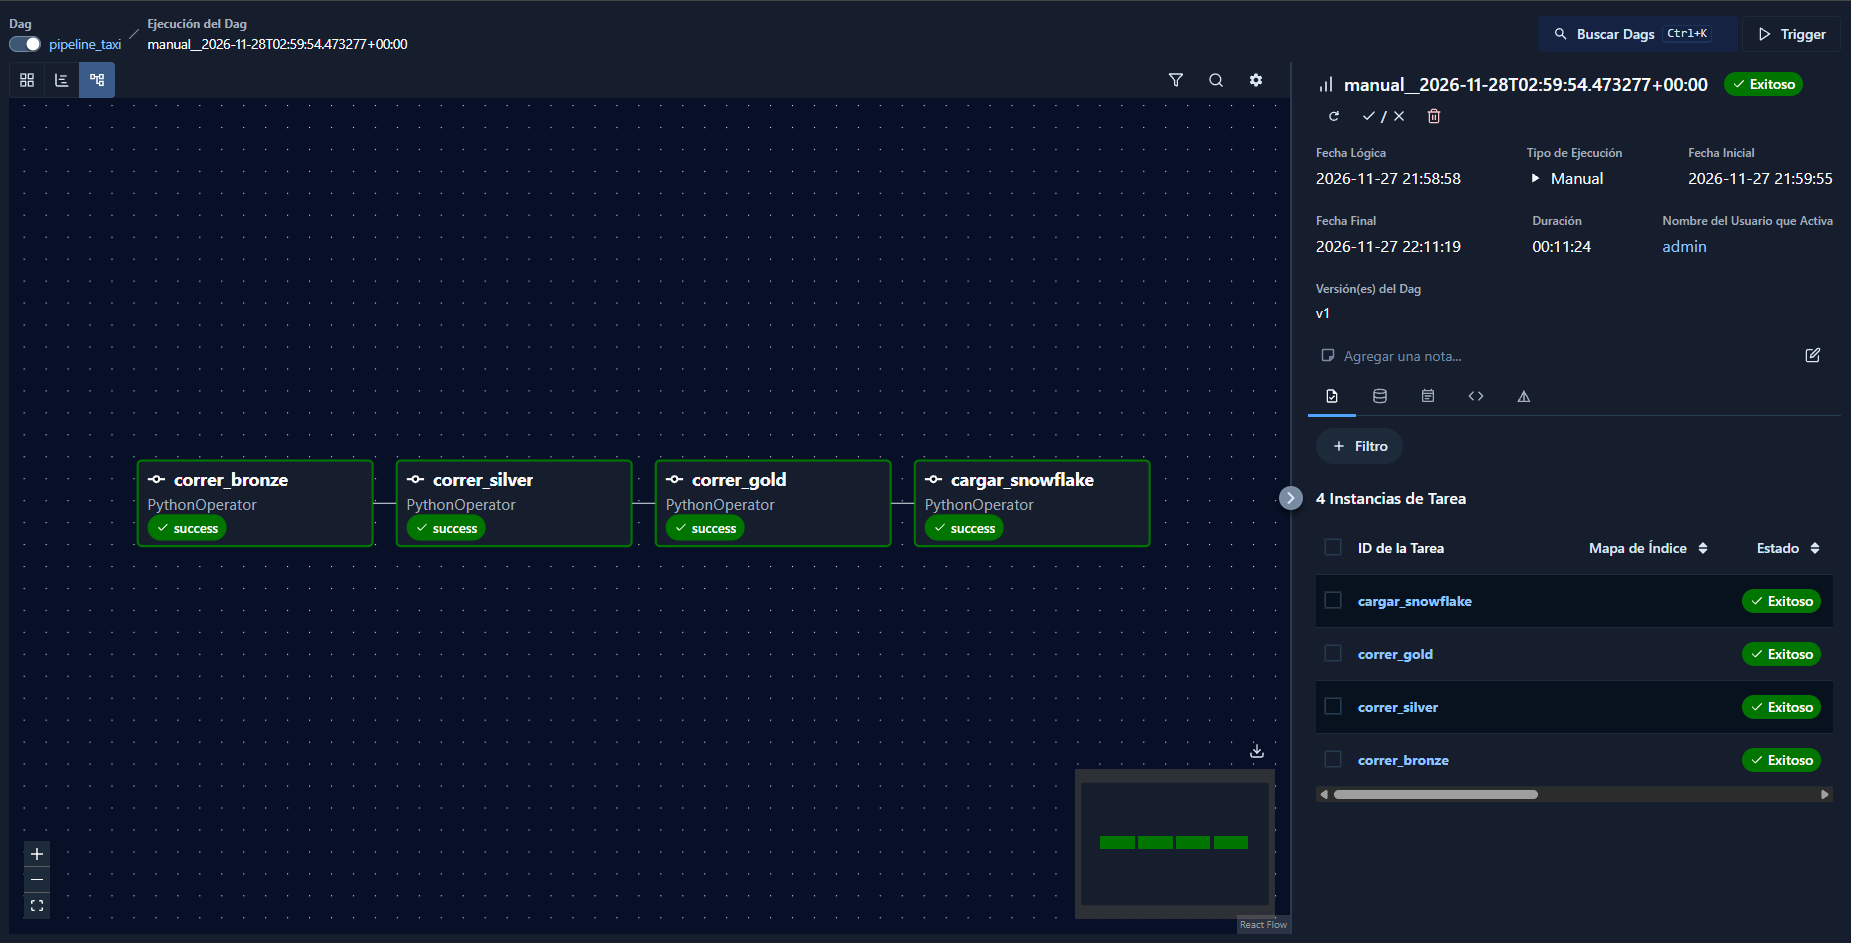 Dag
pipeline_taxi
Ejecución del Dag
manual__2026-11-28T02:59:54.473277+00:00
Buscar Dags Ctrl+K
Trigger
correr_bronze
PythonOperator
success
correr_silver
PythonOperator
success
correr_gold
PythonOperator
success
cargar_snowflake
PythonOperator
success
React Flow
manual__2026-11-28T02:59:54.473277+00:00
Exitoso
/
Fecha Lógica
2026-11-27 21:58:58
Tipo de Ejecución
Manual
Fecha Inicial
2026-11-27 21:59:55
Fecha Final
2026-11-27 22:11:19
Duración
00:11:24
Nombre del Usuario que Activa
admin
Versión(es) del Dag
v1
Agregar una nota...
Filtro
4 Instancias de Tarea
ID de la Tarea Mapa de Índice Estado
cargar_snowflake Exitoso
correr_gold Exitoso
correr_silver Exitoso
correr_bronze Exitoso